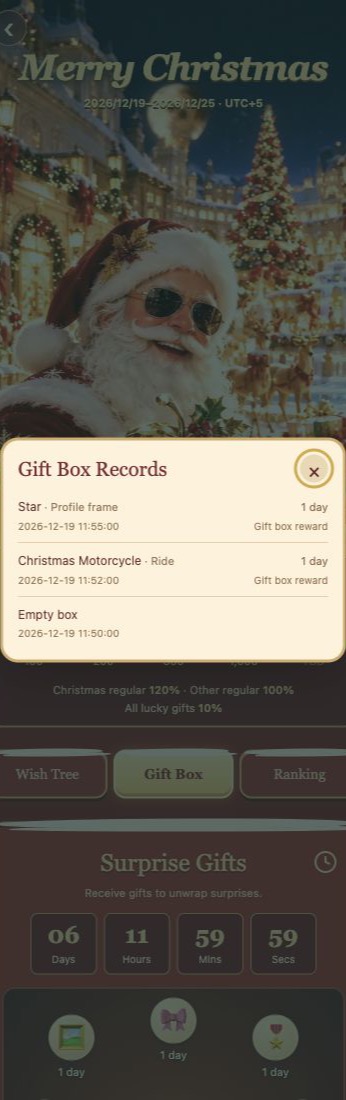 Merry Christmas
2026/12/19–2026/12/25 · UTC+5
Gift Box Records
×
Star · Profile frame 1 day
2026-12-19 11:55:00 Gift box reward
Christmas Motorcycle · Ride 1 day
2026-12-19 11:52:00 Gift box reward
Empty box
2026-12-19 11:50:00
Christmas regular 120% · Other regular 100%
All lucky gifts 10%
Wish Tree Gift Box Ranking
Surprise Gifts
Receive gifts to unwrap surprises.
06 11 59 59
Days Hours Mins Secs
1 day
1 day 1 day